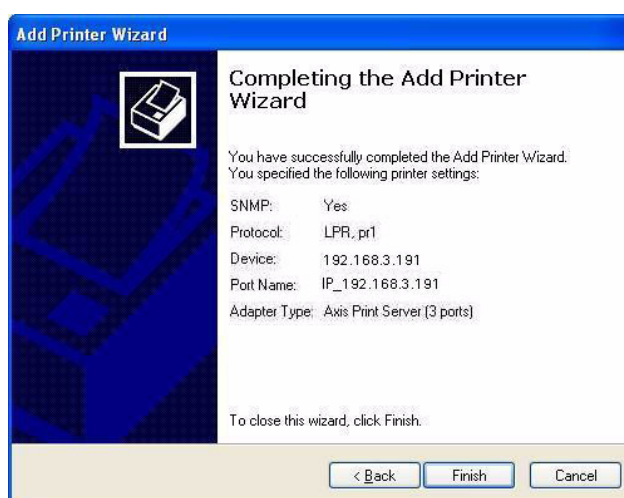 Add Printer Wizard
Completing the Add Printer
Wizard
You have successfully completed the Add Printer Wizard.
You specified the following printer settings:
SNMP: Yes
Protocol: LPR, pr1
Device: 192.168.3.191
Port Name: IP_192.168.3.191
Adapter Type: Axis Print Server (3 ports)
To close this wizard, click Finish.
< Back Finish Cancel